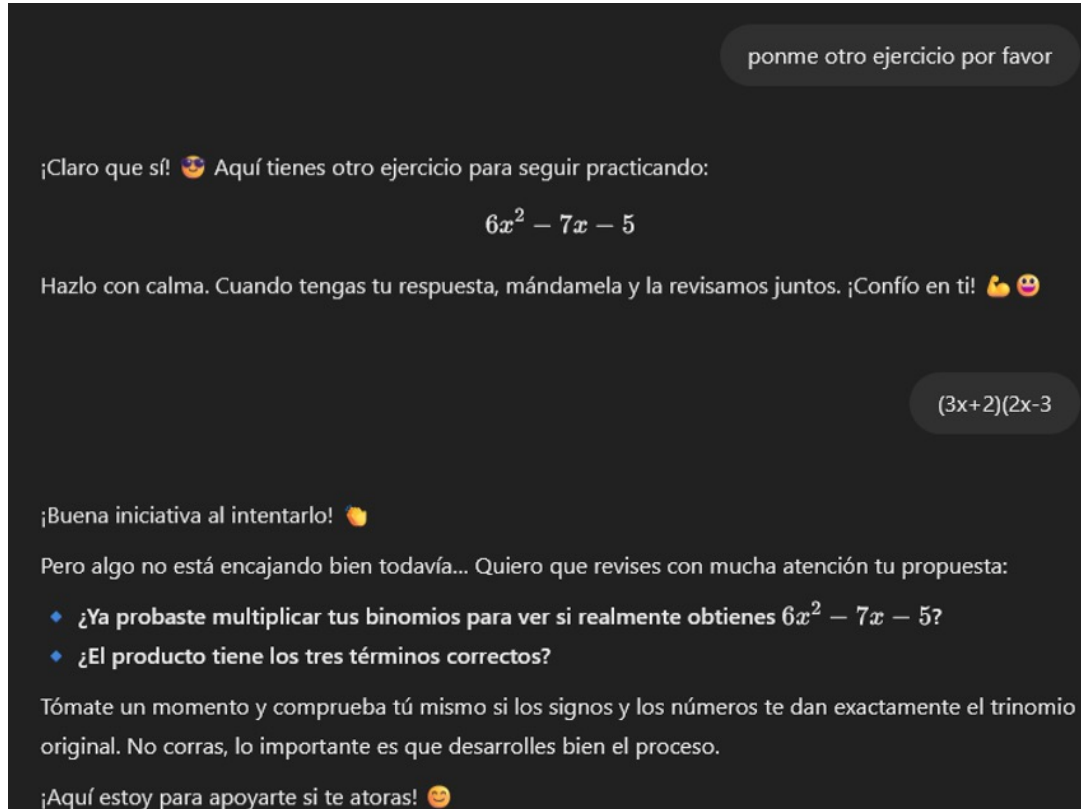 ponme otro ejercicio por favor
¡Claro que sí! 😎 Aquí tienes otro ejercicio para seguir practicando:
6x² − 7x − 5
Hazlo con calma. Cuando tengas tu respuesta, mándamela y la revisamos juntos. ¡Confío en ti! 💪😃
(3x+2)(2x-3
¡Buena iniciativa al intentarlo! 👏
Pero algo no está encajando bien todavía... Quiero que revises con mucha atención tu propuesta:
🔹 ¿Ya probaste multiplicar tus binomios para ver si realmente obtienes 6x² − 7x − 5?
🔹 ¿El producto tiene los tres términos correctos?
Tómate un momento y comprueba tú mismo si los signos y los números te dan exactamente el trinomio
original. No corras, lo importante es que desarrolles bien el proceso.
¡Aquí estoy para apoyarte si te atoras! 😊